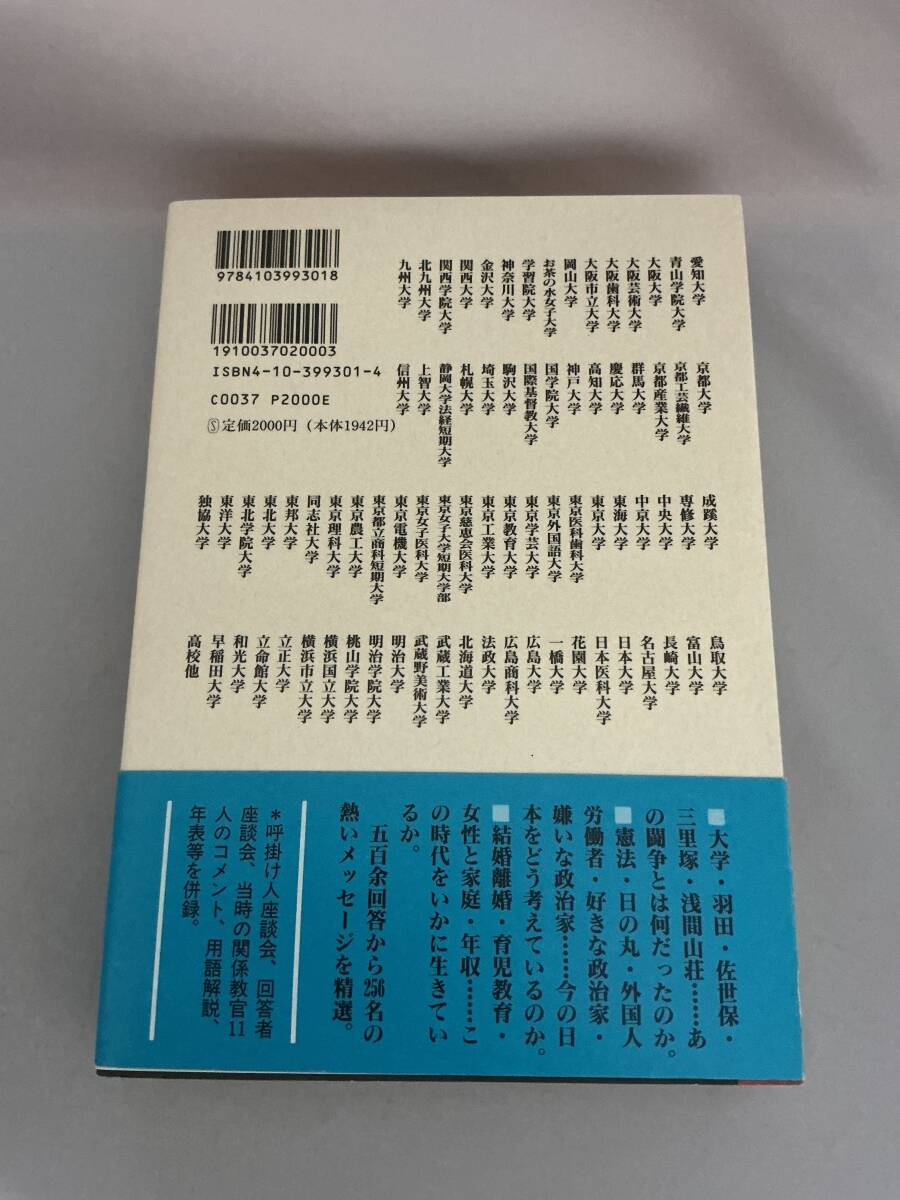 9784103993018
1910037020003
ISBN4-10-399301-4
C0037 P2000E
Ⓢ定価2000円（本体1942円）
愛知大学
青山学院大学
大阪大学
大阪芸術大学
大阪歯科大学
大阪市立大学
岡山大学
お茶の水女子大学
学習院大学
神奈川大学
金沢大学
関西大学
関西学院大学
北九州大学
九州大学
京都大学
京都工芸繊維大学
京都産業大学
群馬大学
慶応大学
高知大学
神戸大学
国学院大学
国際基督教大学
駒沢大学
埼玉大学
札幌大学
静岡大学法経短期大学
上智大学
信州大学
成蹊大学
専修大学
中央大学
中京大学
東海大学
東京大学
東京医科歯科大学
東京外国語大学
東京学芸大学
東京教育大学
東京工業大学
東京慈恵会医科大学
東京女子大学短期大学部
東京女子医科大学
東京電機大学
東京都立商科短期大学
東京農工大学
東京理科大学
同志社大学
東邦大学
東北大学
東北学院大学
東洋大学
独協大学
鳥取大学
富山大学
長崎大学
名古屋大学
日本大学
日本医科大学
花園大学
一橋大学
広島大学
広島商科大学
法政大学
北海道大学
武蔵工業大学
武蔵野美術大学
明治大学
明治学院大学
桃山学院大学
横浜国立大学
横浜市立大学
立正大学
立命館大学
和光大学
早稲田大学
高校他
■大学・羽田・佐世保・
三里塚・浅間山荘……あ
の闘争とは何だったのか。
■憲法・日の丸・外国人
労働者・好きな政治家・
嫌いな政治家……今の日
本をどう考えているのか。
■結婚離婚・育児教育・
女性と家庭・年収……こ
の時代をいかに生きてい
るか。
五百余回答から256名の
熱いメッセージを精選。
＊呼掛け人座談会、回答者
座談会、当時の関係教官11
人のコメント、用語解説、
年表等を併録。